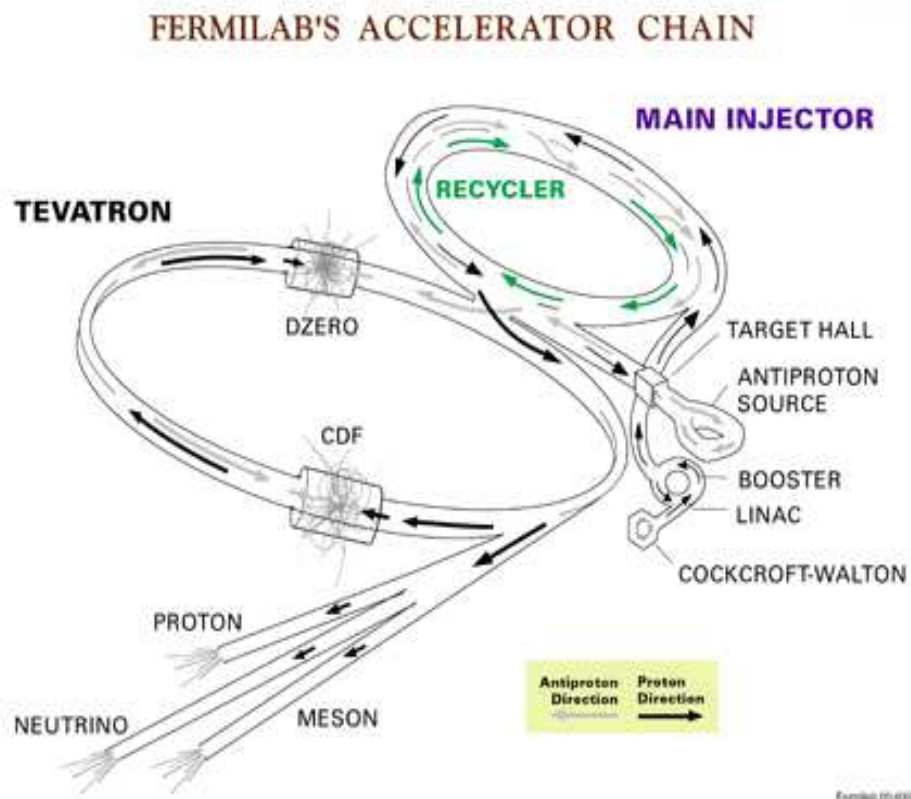 FERMILAB'S ACCELERATOR CHAIN
MAIN INJECTOR
RECYCLER
TEVATRON
DZERO
TARGET HALL
ANTIPROTON
SOURCE
CDF
BOOSTER
LINAC
COCKCROFT-WALTON
PROTON
NEUTRINO
MESON
Antiproton Direction
Proton Direction
Fermilab